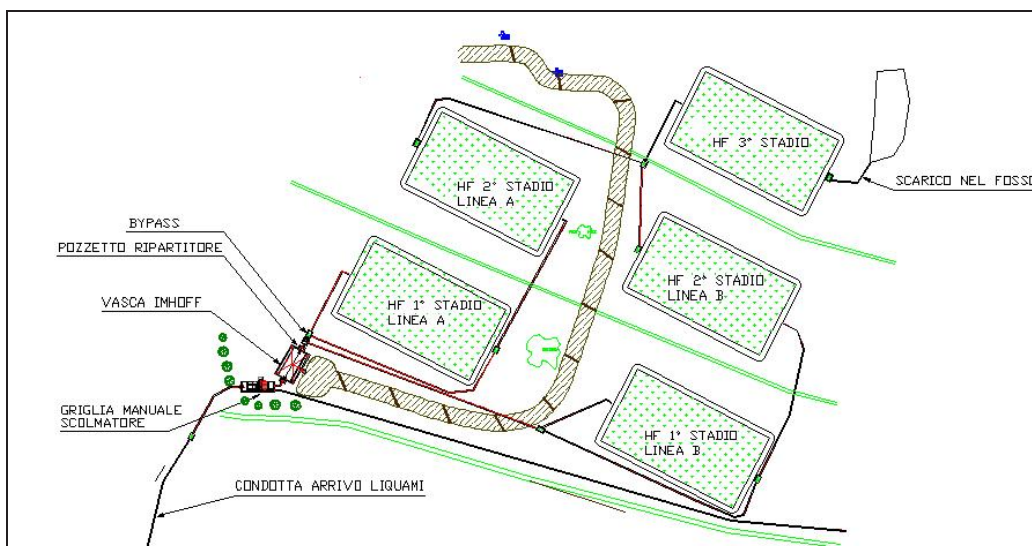 HF 3° STADIO
SCARICO NEL FOSSO
HF 2° STADIO
LINEA A
BYPASS
POZZETTO RIPARTITORE
HF 2° STADIO
LINEA B
VASCA IMHOFF
HF 1° STADIO
LINEA A
GRIGLIA MANUALE
SCOLMATORE
HF 1° STADIO
LINEA B
CONDOTTA ARRIVO LIQUAMI